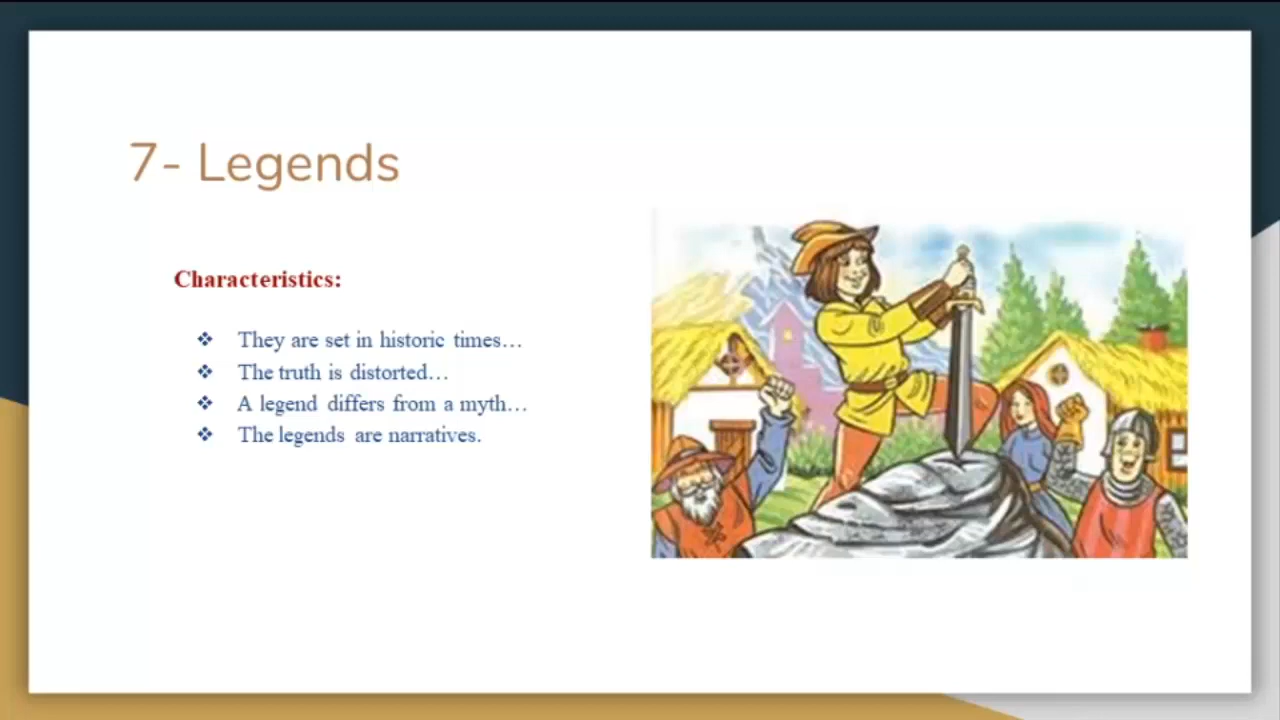 7- Legends
Characteristics:
❖ They are set in historic times…
❖ The truth is distorted…
❖ A legend differs from a myth…
❖ The legends are narratives.